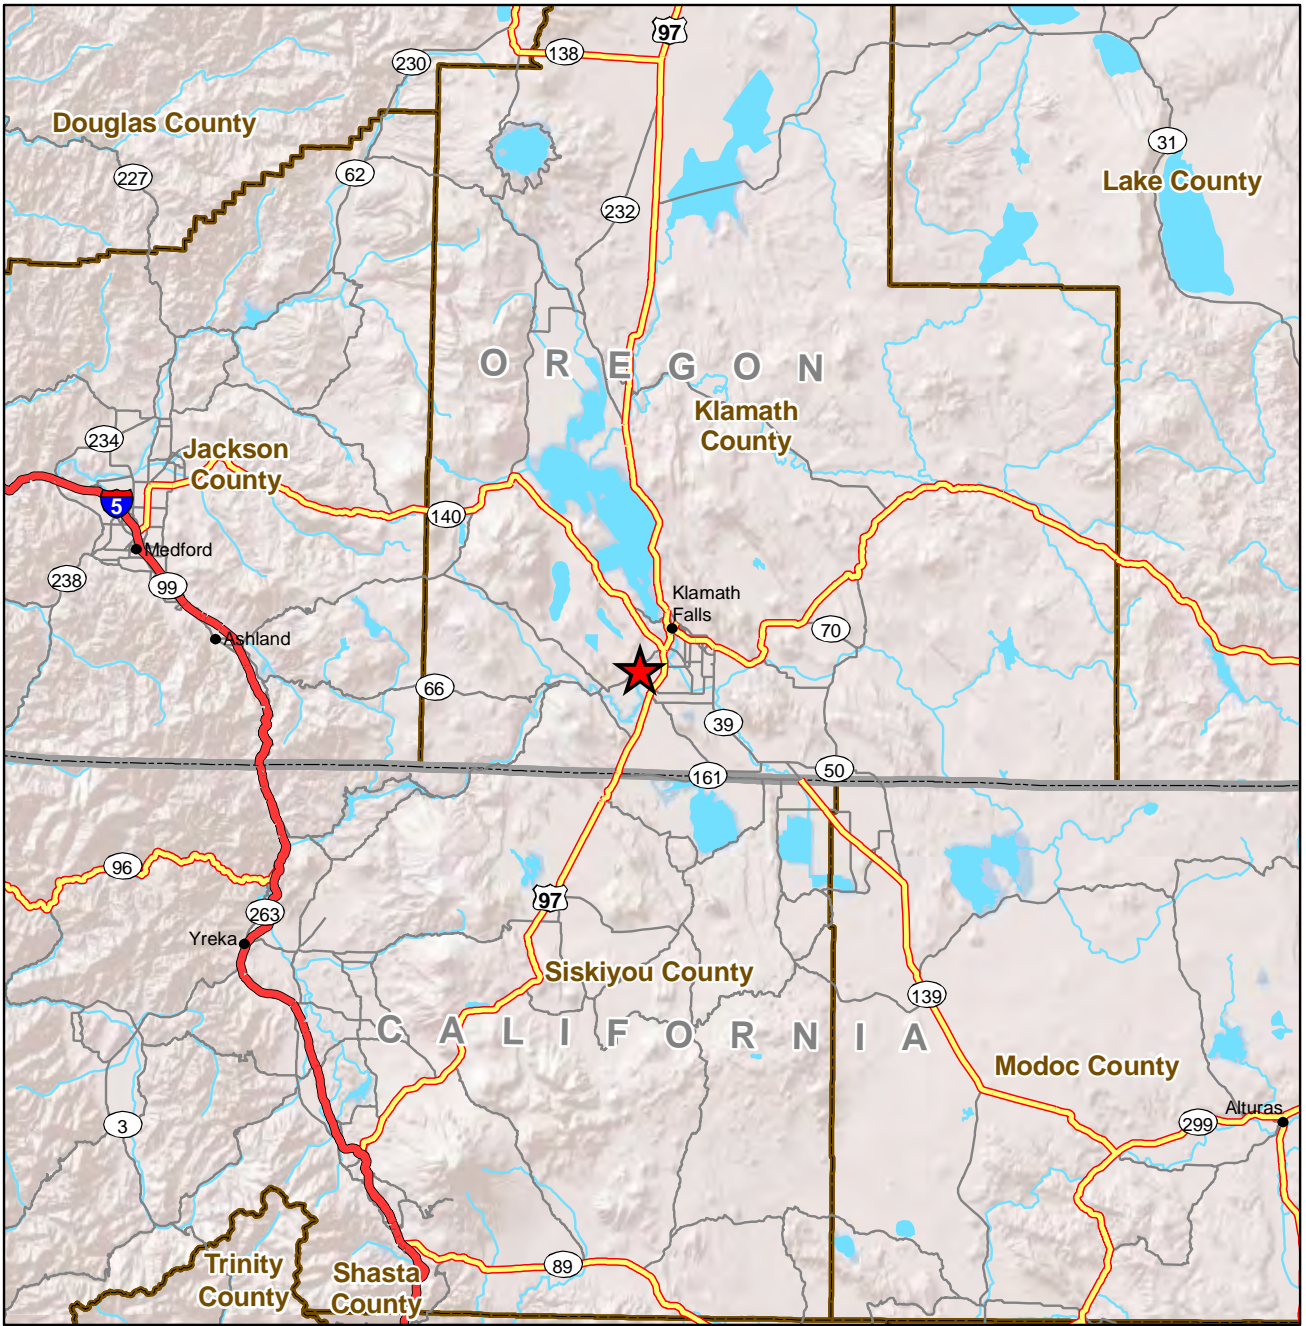 97
138
230
Douglas County
31
227
62
Lake County
232
O R E G O N
Klamath
County
234
Jackson
County
5
140
Medford
238
99
Klamath
Falls
Ashland
70
66
39
161
50
96
97
263
Yreka
Siskiyou County
139
C A L I F O R N I A
Modoc County
3
299
Alturas
Trinity
County
Shasta
County
89